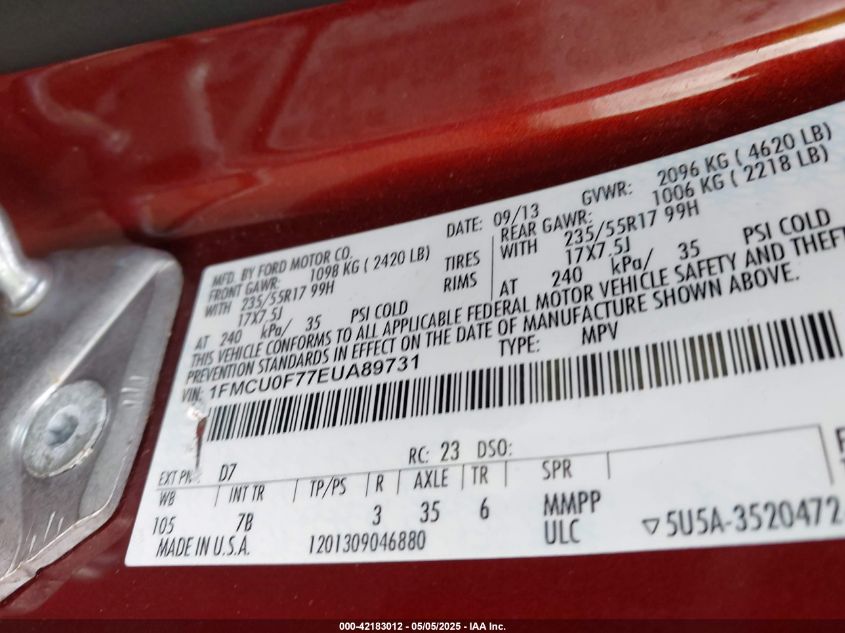 MFD. BY FORD MOTOR CO.
DATE: 09/13
GVWR: 2096 KG ( 4620 LB)
FRONT GAWR: 1098 KG ( 2420 LB)
REAR GAWR: 1006 KG ( 2218 LB)
WITH 235/55R17 99H TIRES WITH 235/55R17 99H
17X7.5J RIMS 17X7.5J
AT 240 kPa/ 35 PSI COLD AT 240 kPa/ 35 PSI COLD
THIS VEHICLE CONFORMS TO ALL APPLICABLE FEDERAL MOTOR VEHICLE SAFETY AND THEFT
PREVENTION STANDARDS IN EFFECT ON THE DATE OF MANUFACTURE SHOWN ABOVE.
VIN: 1FMCU0F77EUA89731 TYPE: MPV
EXT PN D7 RC: 23 DSO:
WB INT TR TP/PS R AXLE TR SPR
105 7B 3 35 6 MMPP
ULC
MADE IN U.S.A. 1201309046880
▽5U5A-3520472
000-42183012 - 05/05/2025 - IAA Inc.